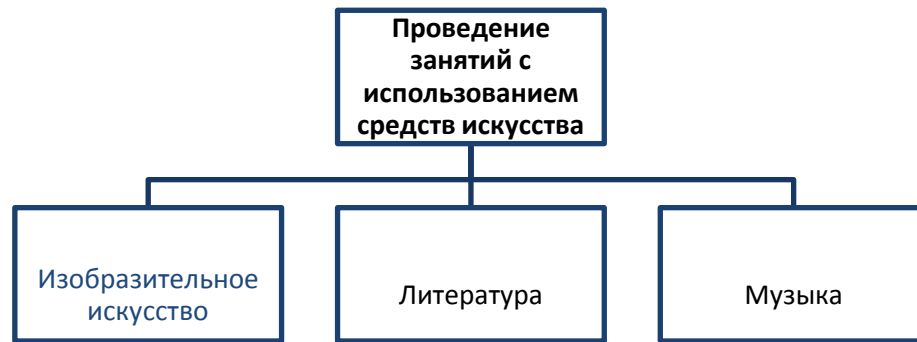 Проведение
занятий с
использованием
средств искусства
Изобразительное
искусство
Литература
Музыка